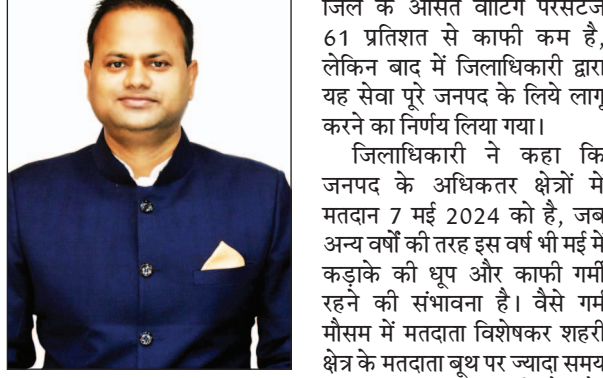 जिले के औसत वोटिंग परसेंटेज
61 प्रतिशत से काफी कम है,
लेकिन बाद में जिलाधिकारी द्वारा
यह सेवा पूरे जनपद के लिये लागू
करने का निर्णय लिया गया।
जिलाधिकारी ने कहा कि
जनपद के अधिकतर क्षेत्रों में
मतदान 7 मई 2024 को है, जब
अन्य वर्षों की तरह इस वर्ष भी मई में
कड़ाके की धूप और काफी गर्मी
रहने की संभावना है। वैसे गर्म
मौसम में मतदाता विशेषकर शहरी
क्षेत्र के मतदाता बूथ पर ज्यादा समय